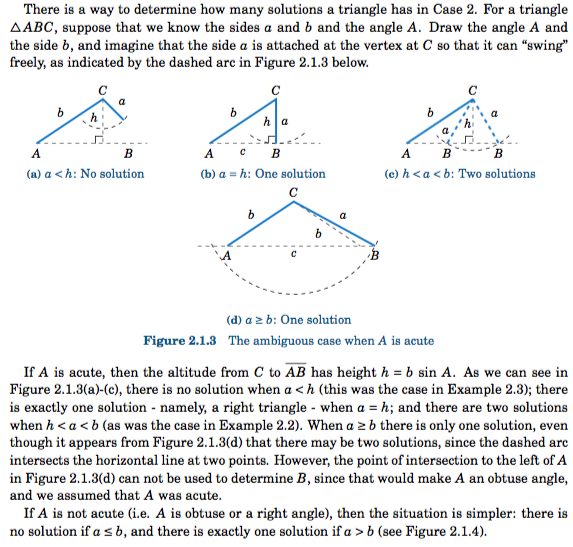 There is a way to determine how many solutions a triangle has in Case 2. For a triangle
△ABC, suppose that we know the sides a and b and the angle A. Draw the angle A and
the side b, and imagine that the side a is attached at the vertex at C so that it can “swing”
freely, as indicated by the dashed arc in Figure 2.1.3 below.
C
b
a
h
A
B
(a) a < h: No solution
C
b
h
a
A
c
B
(b) a = h: One solution
C
b
a
a
h
A
B
B
(c) h < a < b: Two solutions
C
b
a
b
A
c
B
(d) a ≥ b: One solution
Figure 2.1.3 The ambiguous case when A is acute
If A is acute, then the altitude from C to A̅B̅ has height h = b sin A. As we can see in
Figure 2.1.3(a)-(c), there is no solution when a < h (this was the case in Example 2.3); there
is exactly one solution - namely, a right triangle - when a = h; and there are two solutions
when h < a < b (as was the case in Example 2.2). When a ≥ b there is only one solution, even
though it appears from Figure 2.1.3(d) that there may be two solutions, since the dashed arc
intersects the horizontal line at two points. However, the point of intersection to the left of A
in Figure 2.1.3(d) can not be used to determine B, since that would make A an obtuse angle,
and we assumed that A was acute.
If A is not acute (i.e. A is obtuse or a right angle), then the situation is simpler: there is
no solution if a ≤ b, and there is exactly one solution if a > b (see Figure 2.1.4).